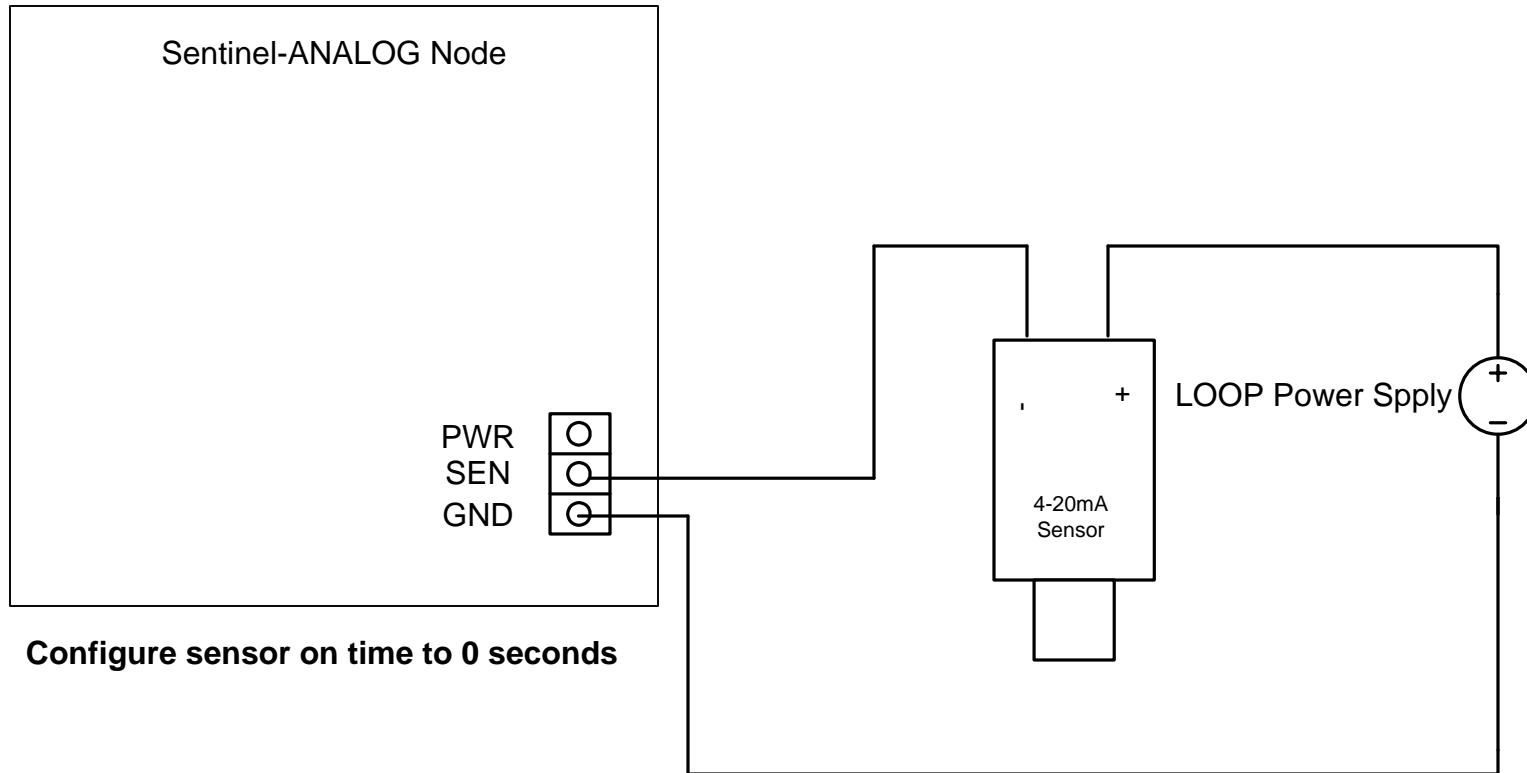 Sentinel-ANALOG Node
PWR
SEN
GND
- +
4-20mA
Sensor
LOOP Power Spply
+
−
Configure sensor on time to 0 seconds